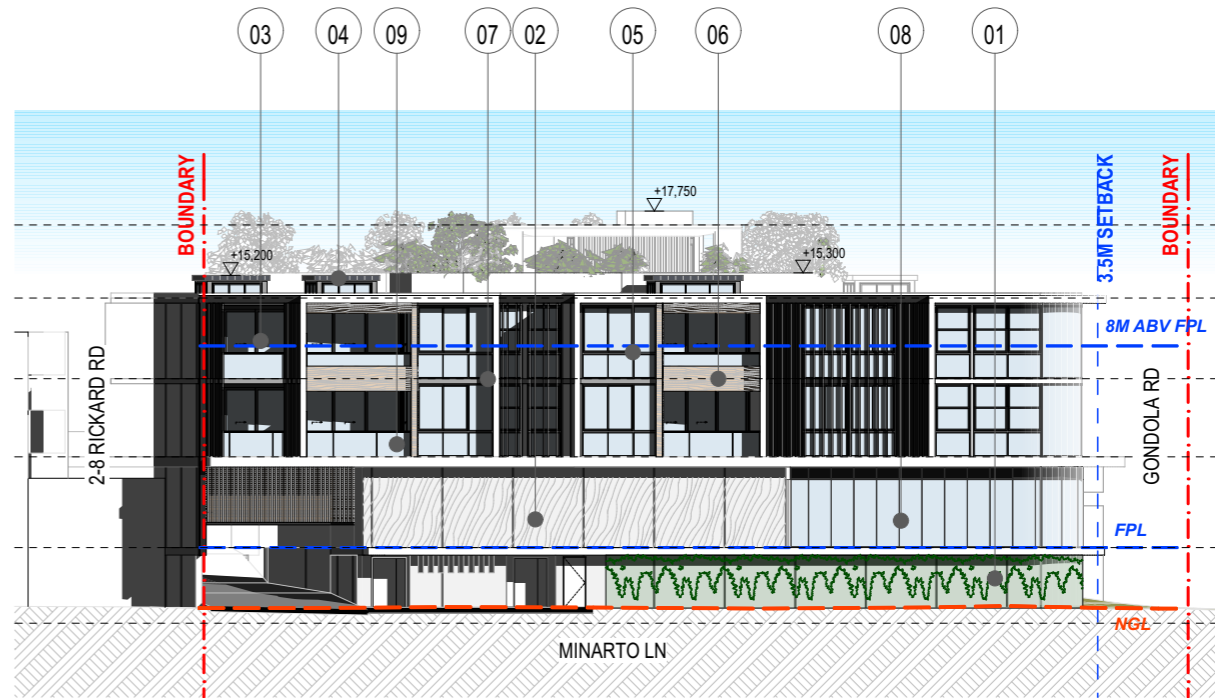 03
04
09
07
02
05
06
08
01
BOUNDARY
3.5M SETBACK
BOUNDARY
+17,750
+15,200
+15,300
8M ABV FPL
2-8 RICKARD RD
GONDOLA RD
FPL
NGL
MINARTO LN